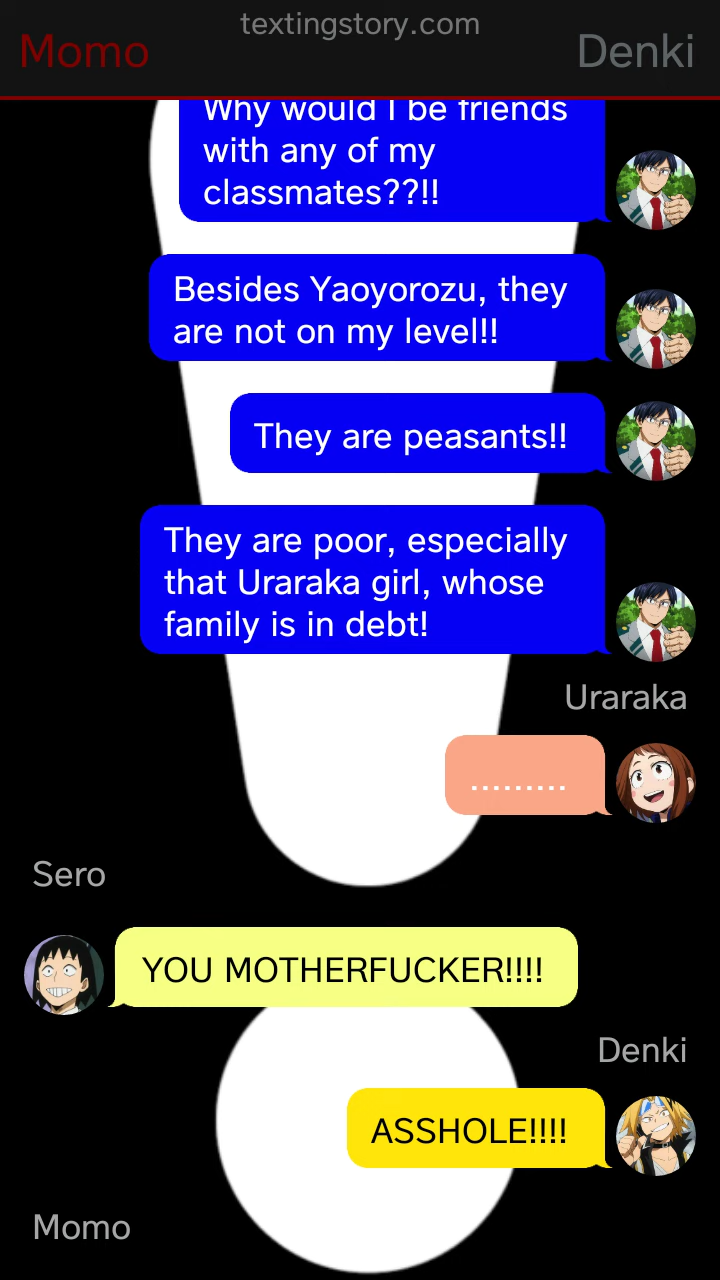 textingstory.com
Momo
Denki
Why would I be friends
with any of my
classmates??!!
Besides Yaoyorozu, they
are not on my level!!
They are peasants!!
They are poor, especially
that Uraraka girl, whose
family is in debt!
Uraraka
.........
Sero
YOU MOTHERFUCKER!!!!
Denki
ASSHOLE!!!!
Momo